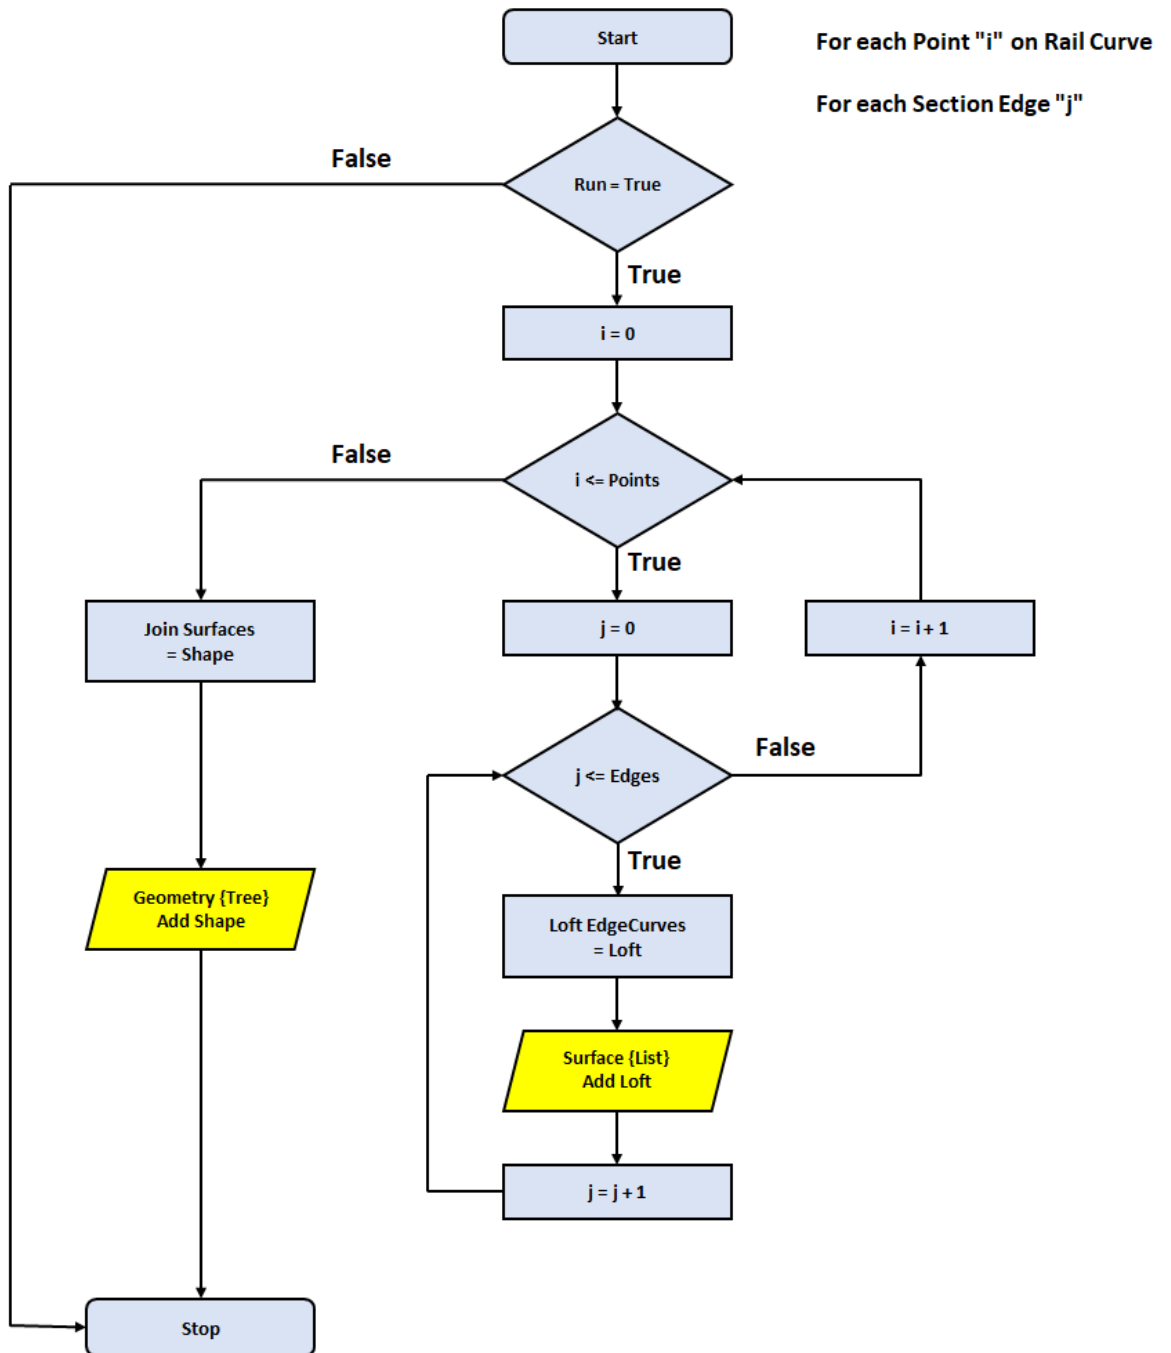 Start
For each Point "i" on Rail Curve
For each Section Edge "j"
False
Run = True
True
i = 0
False
i <= Points
True
Join Surfaces
= Shape
j = 0
i = i + 1
j <= Edges
False
True
Geometry {Tree}
Add Shape
Loft EdgeCurves
= Loft
Surface {List}
Add Loft
j = j + 1
Stop